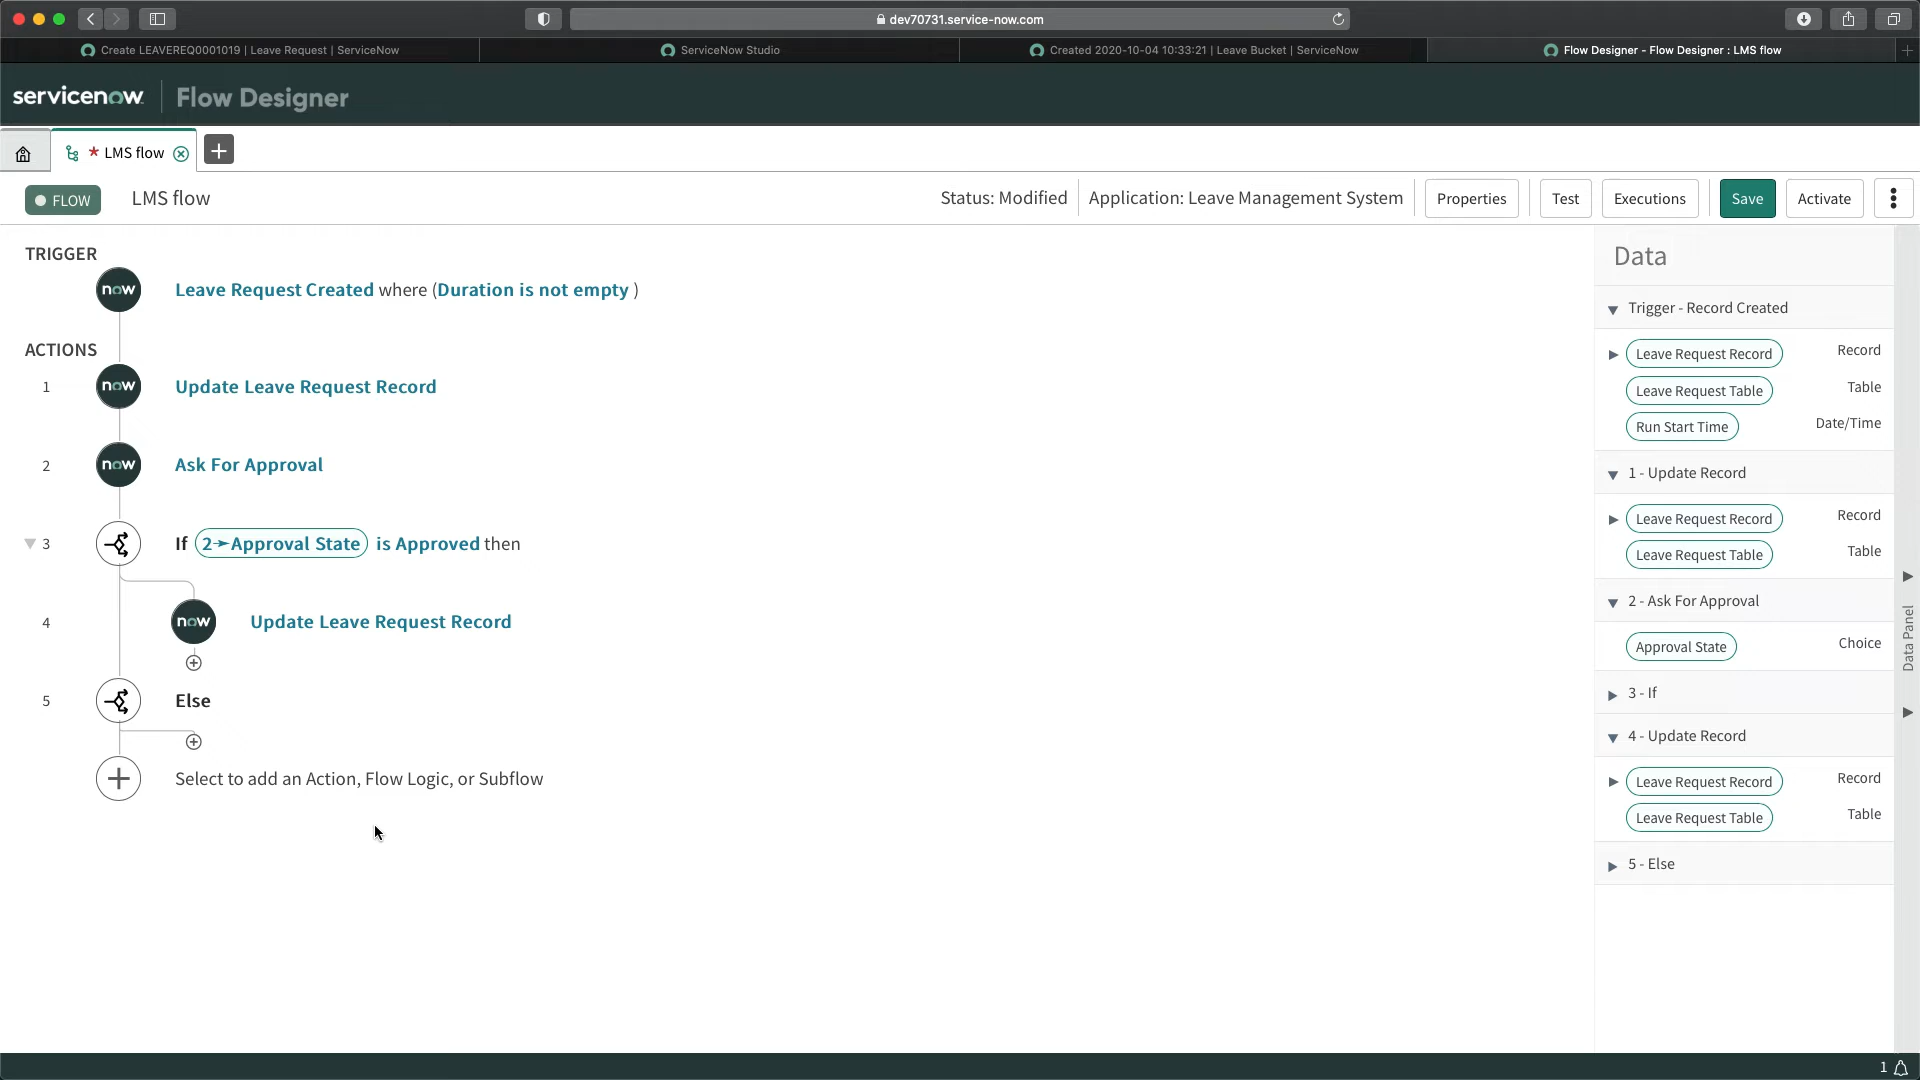 dev70731.service-now.com
Create LEAVEREQ0001019 | Leave Request | ServiceNow
ServiceNow Studio
Created 2020-10-04 10:33:21 | Leave Bucket | ServiceNow
Flow Designer - Flow Designer : LMS flow
servicenow
Flow Designer
* LMS flow
FLOW
LMS flow
Status: Modified
Application: Leave Management System
Properties
Test
Executions
Save
Activate
TRIGGER
now
Leave Request Created where (Duration is not empty )
ACTIONS
1
now
Update Leave Request Record
2
now
Ask For Approval
3
If 2➛Approval State is Approved then
4
now
Update Leave Request Record
5
Else
Select to add an Action, Flow Logic, or Subflow
Data
Trigger - Record Created
Leave Request Record Record
Leave Request Table Table
Run Start Time Date/Time
1 - Update Record
Leave Request Record Record
Leave Request Table Table
2 - Ask For Approval
Approval State Choice
3 - If
4 - Update Record
Leave Request Record Record
Leave Request Table Table
5 - Else
Data Panel
1